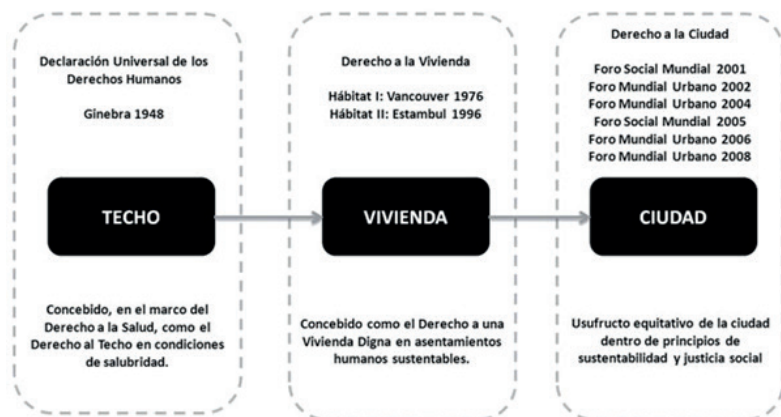 Declaración Universal de los
Derechos Humanos
Ginebra 1948
TECHO
Concebido, en el marco del
Derecho a la Salud, como el
Derecho al Techo en condiciones
de salubridad.
Derecho a la Vivienda
Hábitat I: Vancouver 1976
Hábitat II: Estambul 1996
VIVIENDA
Concebido como el Derecho a una
Vivienda Digna en asentamientos
humanos sustentables.
Derecho a la Ciudad
Foro Social Mundial 2001
Foro Mundial Urbano 2002
Foro Mundial Urbano 2004
Foro Social Mundial 2005
Foro Mundial Urbano 2006
Foro Mundial Urbano 2008
CIUDAD
Usufructo equitativo de la ciudad
dentro de principios de
sustentabilidad y justicia social